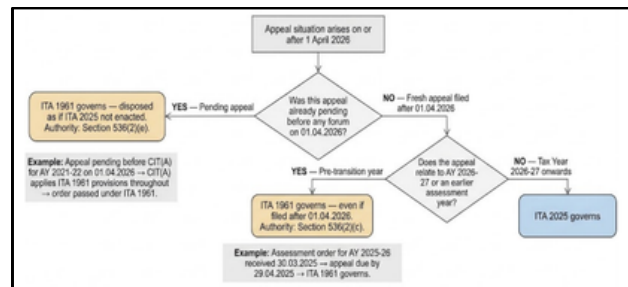 Appeal situation arises on or
after 1 April 2026
Was this appeal
already pending
before any forum
on 01.04.2026?
YES — Pending appeal
ITA 1961 governs — disposed
as if ITA 2025 not enacted.
Authority: Section 536(2)(e).
Example: Appeal pending before CIT(A)
for AY 2021-22 on 01.04.2026 → CIT(A)
applies ITA 1961 provisions throughout
→ order passed under ITA 1961.
NO — Fresh appeal filed
after 01.04.2026
Does the appeal
relate to AY 2026-
27 or an earlier
assessment
year?
YES — Pre-transition year
ITA 1961 governs — even if
filed after 01.04.2026.
Authority: Section 536(2)(c).
Example: Assessment order for AY 2025-26
received 30.03.2025 → appeal due by
29.04.2025 → ITA 1961 governs.
NO — Tax Year
2026-27 onwards
ITA 2025 governs